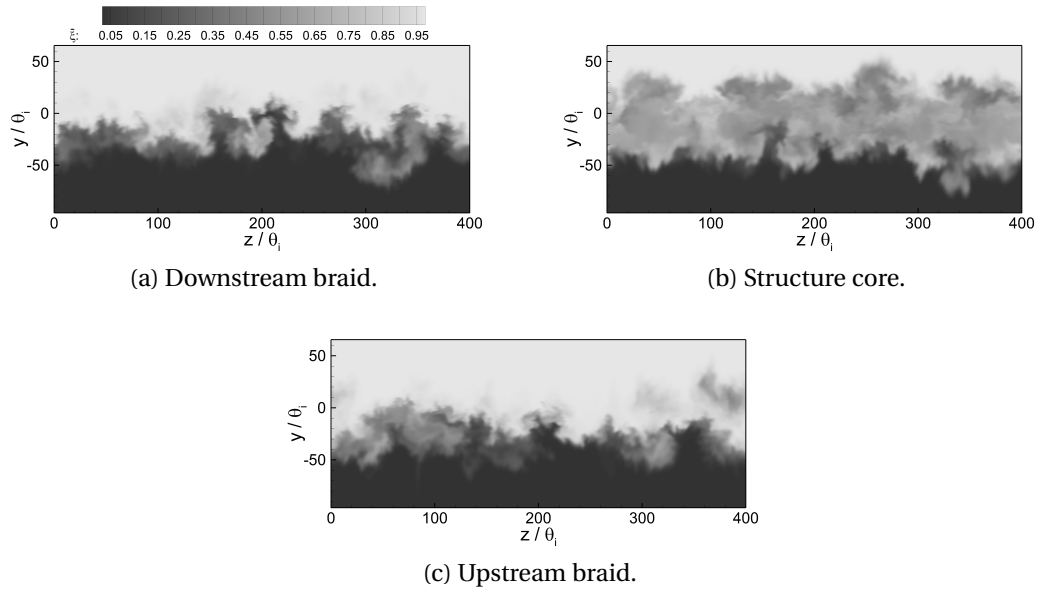 ξ̃: 0.05 0.15 0.25 0.35 0.45 0.55 0.65 0.75 0.85 0.95
50
0
-50
y / θi
0 100 200 300 400
z / θi
(a) Downstream braid.
50
0
-50
y / θi
0 100 200 300 400
z / θi
(b) Structure core.
50
0
-50
y / θi
0 100 200 300 400
z / θi
(c) Upstream braid.